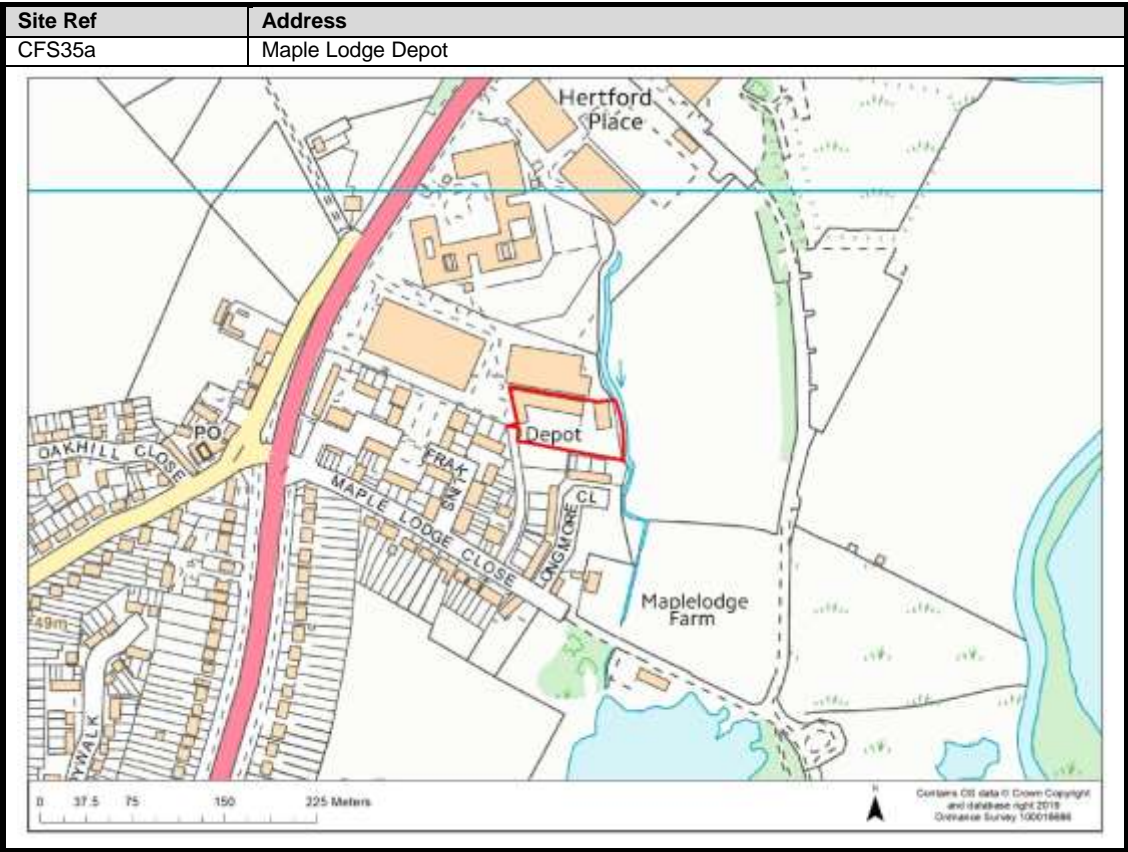 Site Ref Address
CFS35a Maple Lodge Depot
Hertford
Place
PO
OAKHILL CLOSE
Depot
FRANKLINS
MAPLE LODGE CLOSE
LONGMORE CL
Maplelodge
Farm
49m
YWALK
0 37.5 75 150 225 Meters
N
Contains OS data © Crown Copyright
and database right 2019
Ordnance Survey 100018686